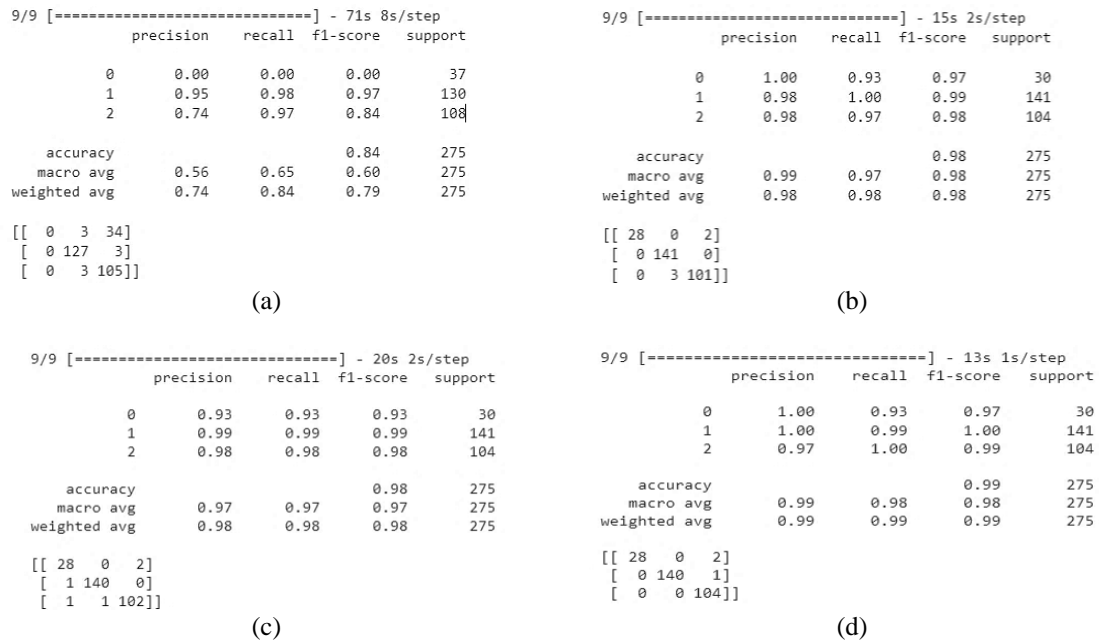 9/9 [==============================] - 71s 8s/step
precision recall f1-score support
0 0.00 0.00 0.00 37
1 0.95 0.98 0.97 130
2 0.74 0.97 0.84 108
accuracy 0.84 275
macro avg 0.56 0.65 0.60 275
weighted avg 0.74 0.84 0.79 275
[[ 0 3 34]
[ 0 127 3]
[ 0 3 105]]
(a)
9/9 [==============================] - 15s 2s/step
precision recall f1-score support
0 1.00 0.93 0.97 30
1 0.98 1.00 0.99 141
2 0.98 0.97 0.98 104
accuracy 0.98 275
macro avg 0.99 0.97 0.98 275
weighted avg 0.98 0.98 0.98 275
[[ 28 0 2]
[ 0 141 0]
[ 0 3 101]]
(b)
9/9 [==============================] - 20s 2s/step
precision recall f1-score support
0 0.93 0.93 0.93 30
1 0.99 0.99 0.99 141
2 0.98 0.98 0.98 104
accuracy 0.98 275
macro avg 0.97 0.97 0.97 275
weighted avg 0.98 0.98 0.98 275
[[ 28 0 2]
[ 1 140 0]
[ 1 1 102]]
(c)
9/9 [==============================] - 13s 1s/step
precision recall f1-score support
0 1.00 0.93 0.97 30
1 1.00 0.99 1.00 141
2 0.97 1.00 0.99 104
accuracy 0.99 275
macro avg 0.99 0.98 0.98 275
weighted avg 0.99 0.99 0.99 275
[[ 28 0 2]
[ 0 140 1]
[ 0 0 104]]
(d)